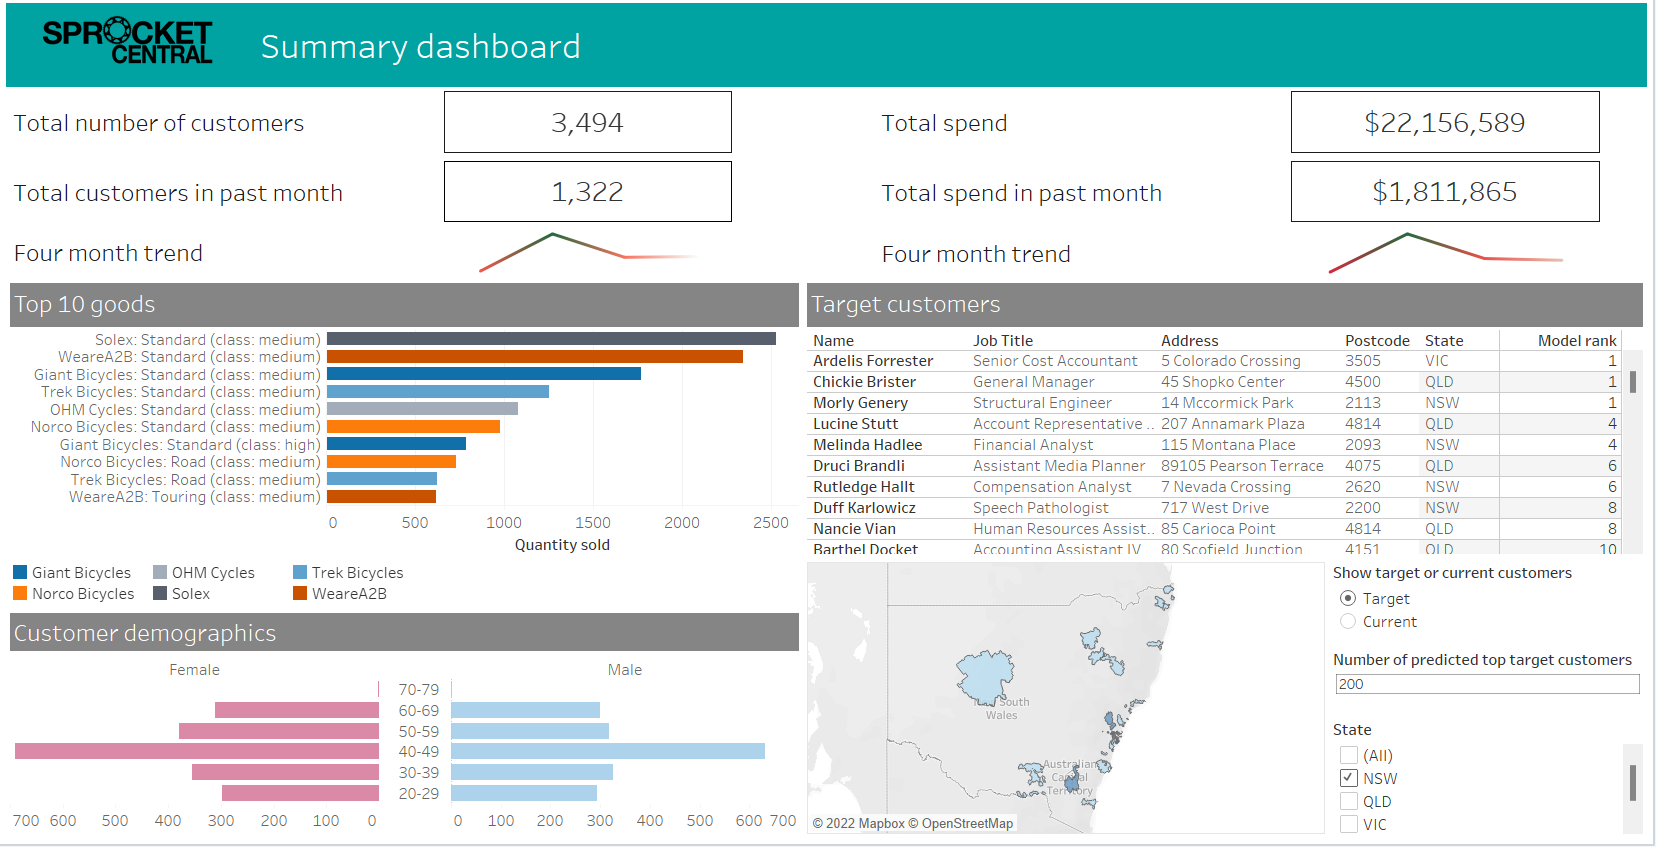 SPROCKET
CENTRAL
Summary dashboard
Total number of customers
3,494
Total spend
$22,156,589
Total customers in past month
1,322
Total spend in past month
$1,811,865
Four month trend
Four month trend
Top 10 goods
Solex: Standard (class: medium)
WeareA2B: Standard (class: medium)
Giant Bicycles: Standard (class: medium)
Trek Bicycles: Standard (class: medium)
OHM Cycles: Standard (class: medium)
Norco Bicycles: Standard (class: medium)
Giant Bicycles: Standard (class: high)
Norco Bicycles: Road (class: medium)
Trek Bicycles: Road (class: medium)
WeareA2B: Touring (class: medium)
0 500 1000 1500 2000 2500
Quantity sold
Giant Bicycles OHM Cycles Trek Bicycles
Norco Bicycles Solex WeareA2B
Customer demographics
Female Male
70-79
60-69
50-59
40-49
30-39
20-29
700 600 500 400 300 200 100 0 0 100 200 300 400 500 600 700
Target customers
Name Job Title Address Postcode State Model rank
Ardelis Forrester Senior Cost Accountant 5 Colorado Crossing 3505 VIC 1
Chickie Brister General Manager 45 Shopko Center 4500 QLD 1
Morly Genery Structural Engineer 14 Mccormick Park 2113 NSW 1
Lucine Stutt Account Representative .. 207 Annamark Plaza 4814 QLD 4
Melinda Hadlee Financial Analyst 115 Montana Place 2093 NSW 4
Druci Brandli Assistant Media Planner 89105 Pearson Terrace 4075 QLD 6
Rutledge Hallt Compensation Analyst 7 Nevada Crossing 2620 NSW 6
Duff Karlowicz Speech Pathologist 717 West Drive 2200 NSW 8
Nancie Vian Human Resources Assist.. 85 Carioca Point 4814 QLD 8
Barthel Docket Accounting Assistant IV 80 Scofield Junction 4151 QLD 10
South
Wales
Australian
Capital
Territory
© 2022 Mapbox © OpenStreetMap
Show target or current customers
Target
Current
Number of predicted top target customers
200
State
(All)
NSW
QLD
VIC